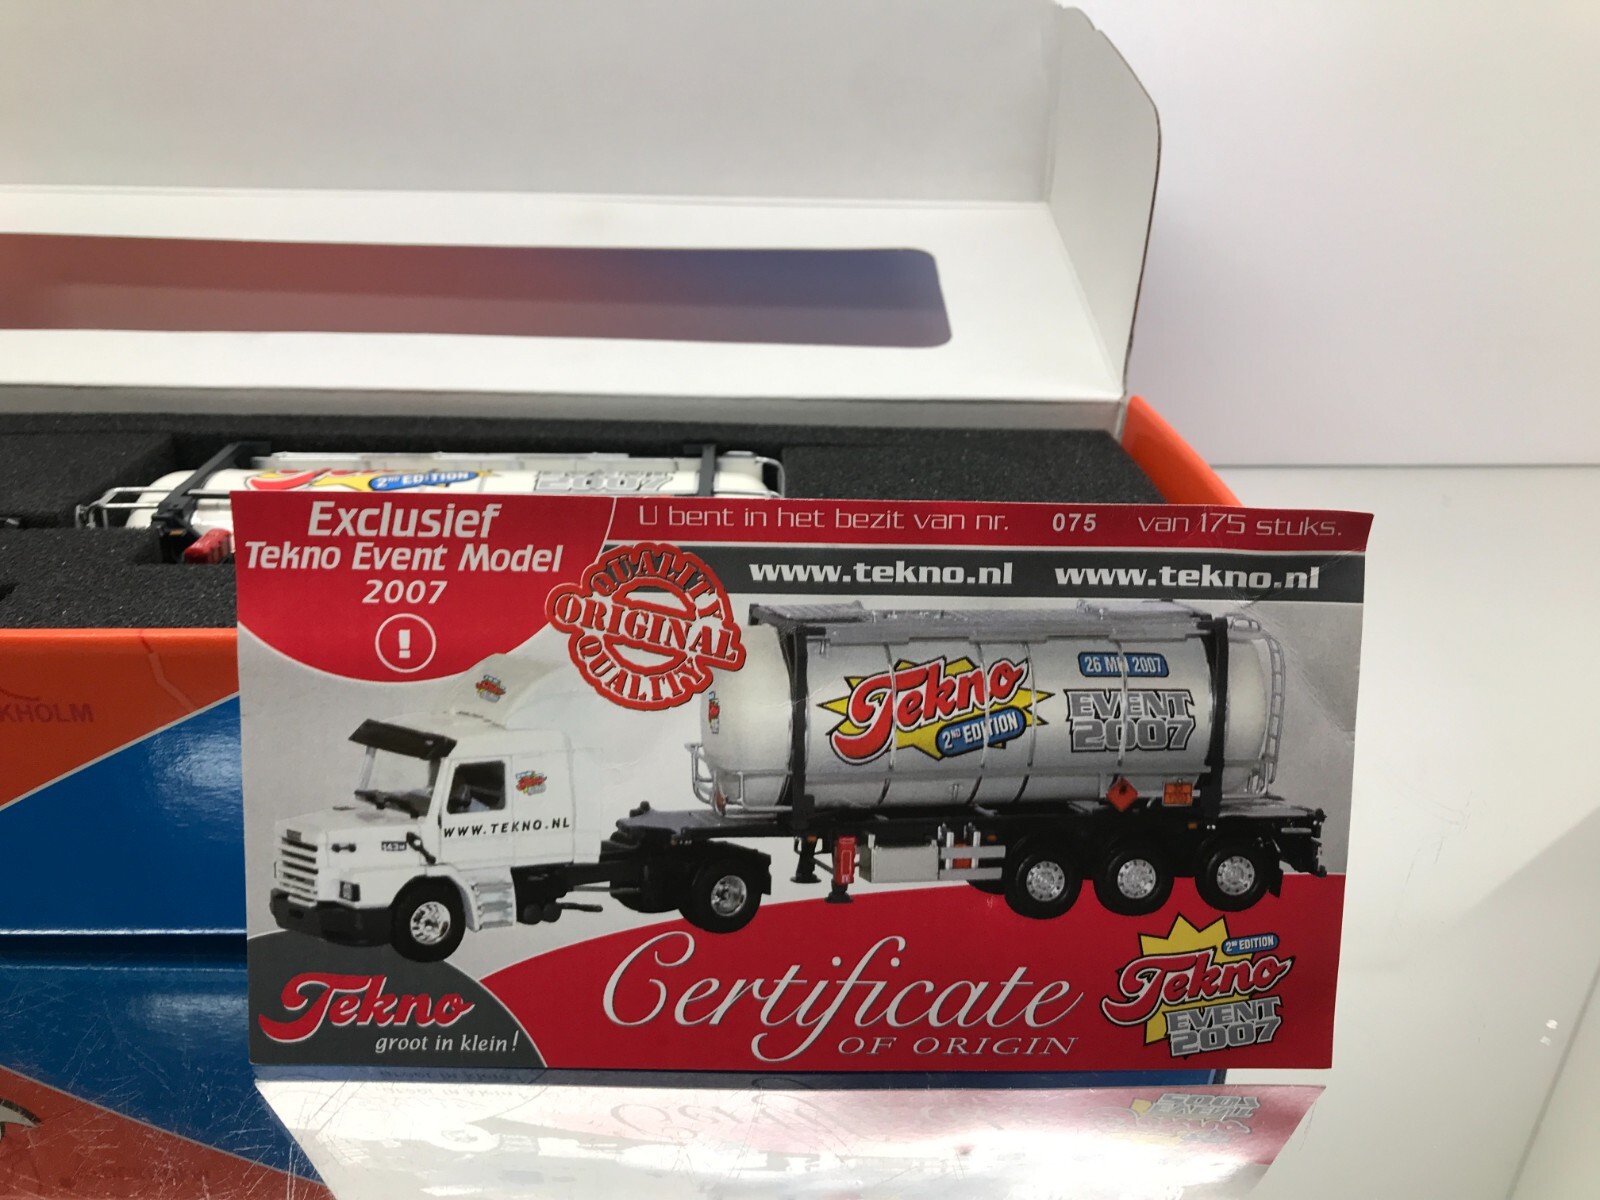 2ND EDITION
2007
Exclusief
Tekno Event Model
2007
!
U bent in het bezit van nr. 075 van 175 stuks.
www.tekno.nl www.tekno.nl
QUALITY
ORIGINAL
QUALITY
Tekno
2ND EDITION
26 MEI 2007
EVENT
2007
WWW.TEKNO.NL
KHOLM
Tekno
groot in klein!
Certificate
OF ORIGIN
2ND EDITION
Tekno
EVENT
2007